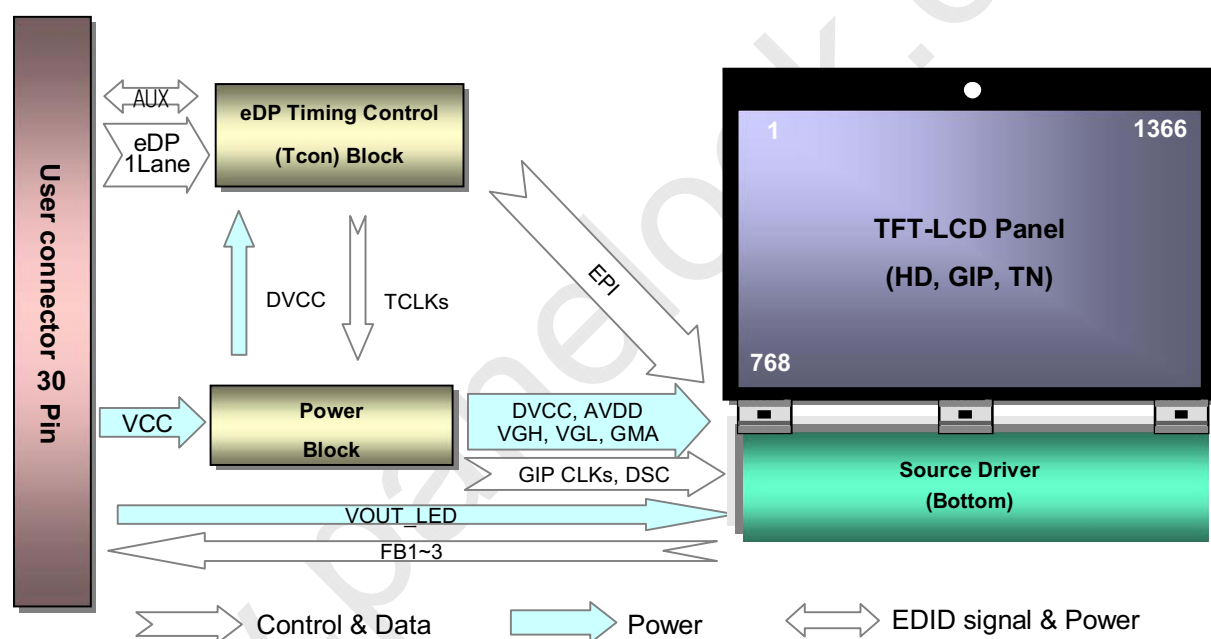 User connector 30 Pin
AUX
eDP
1Lane
eDP Timing Control
(Tcon) Block
DVCC
TCLKs
EPI
VCC
Power
Block
DVCC, AVDD
VGH, VGL, GMA
GIP CLKs, DSC
VOUT_LED
FB1~3
1
1366
TFT-LCD Panel
(HD, GIP, TN)
768
Source Driver
(Bottom)
Control & Data
Power
EDID signal & Power